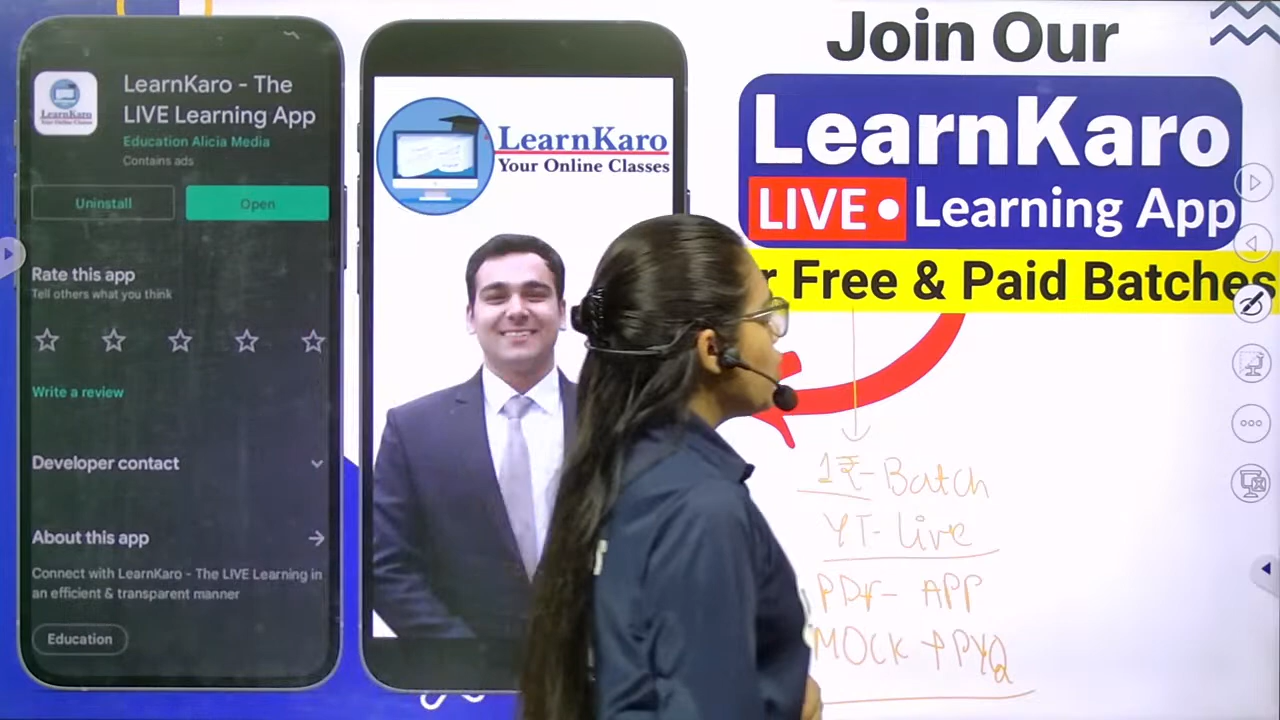 LearnKaro - The
LIVE Learning App
Education Alicia Media
Contains ads
Uninstall
Open
Rate this app
Tell others what you think
Write a review
Developer contact
About this app
Connect with LearnKaro - The LIVE Learning in
an efficient & transparent manner
Education
LearnKaro
Your Online Classes
Join Our
LearnKaro
LIVE Learning App
Free & Paid Batches
1₹-Batch
YT-Live
PDF- APP
MOCK + PYQ